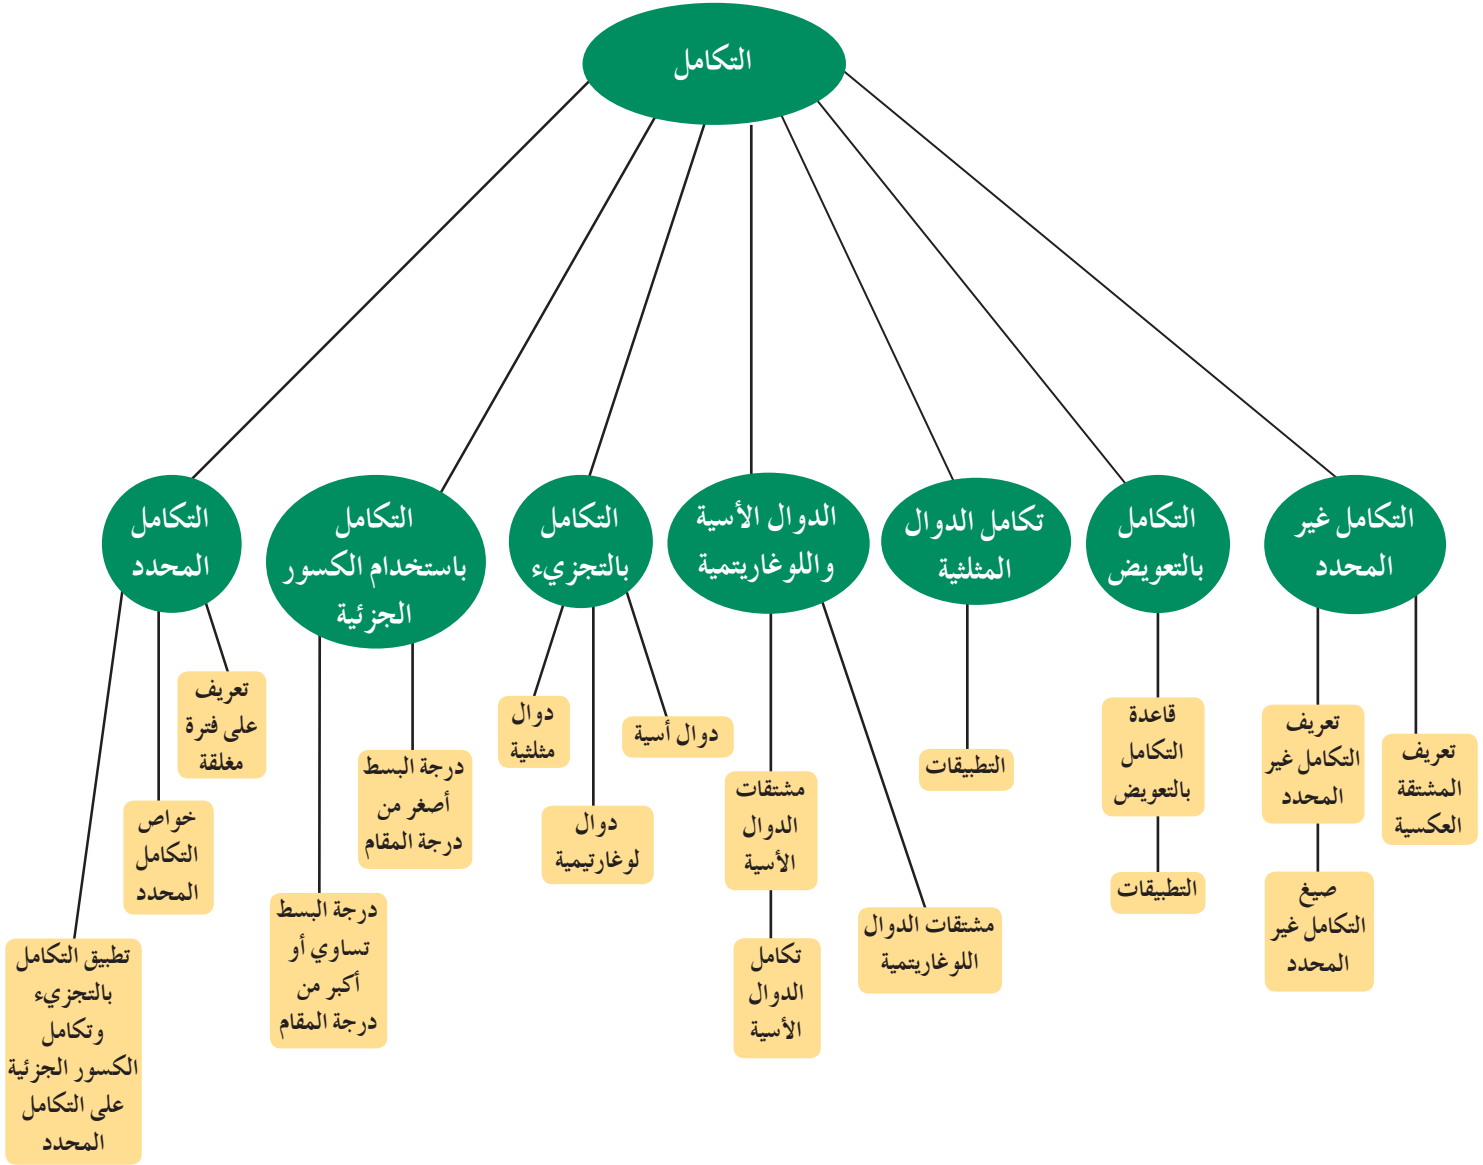 التكامل
التكامل غير
المحدد
التكامل
بالتعويض
تكامل الدوال
المثلثية
الدوال الأسية
واللوغاريتمية
التكامل
بالتجزيء
التكامل
باستخدام الكسور
الجزئية
التكامل
المحدد
تعريف
المشتقة
العكسية
تعريف
التكامل غير
المحدد
صيغ
التكامل غير
المحدد
قاعدة
التكامل
بالتعويض
التطبيقات
التطبيقات
مشتقات الدوال
اللوغاريتمية
مشتقات
الدوال
الأسية
تكامل
الدوال
الأسية
دوال أسية
دوال
لوغارتيمية
دوال
مثلثية
درجة البسط
أصغر من
درجة المقام
درجة البسط
تساوي أو
أكبر من
درجة المقام
تعريف
على فترة
مغلقة
خواص
التكامل
المحدد
تطبيق التكامل
بالتجزيء
وتكامل
الكسور الجزئية
على التكامل
المحدد